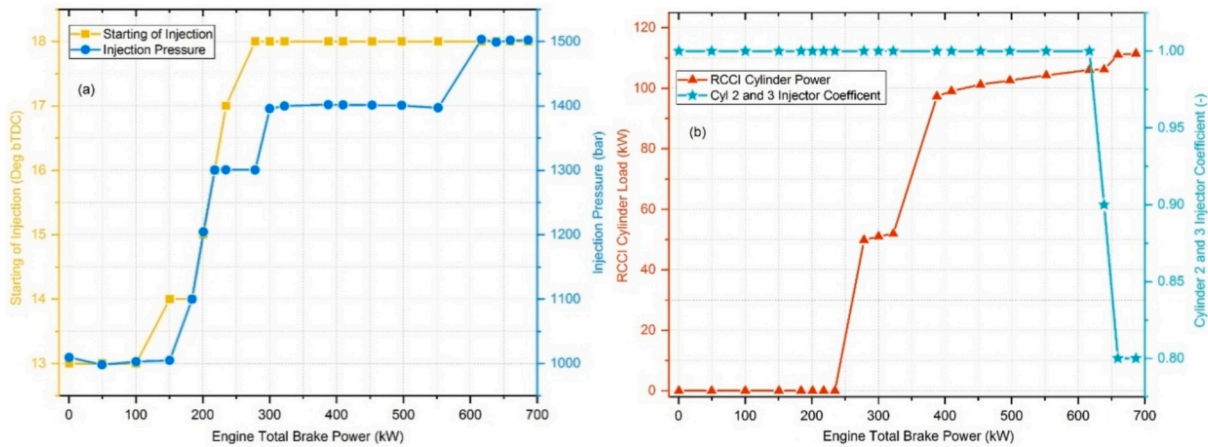 Starting of Injection
Injection Pressure
(a)
18
17
16
15
14
13
Starting of Injection (Deg bTDC)
1500
1400
1300
1200
1100
1000
Injection Pressure (bar)
0 100 200 300 400 500 600 700
Engine Total Brake Power (kW)
RCCI Cylinder Power
Cyl 2 and 3 Injector Coefficent
(b)
120
100
80
60
40
20
0
RCCI Cylinder Load (kW)
1.00
0.95
0.90
0.85
0.80
Cylinder 2 and 3 Injector Coefficient (-)
0 100 200 300 400 500 600 700
Engine Total Brake Power (kW)